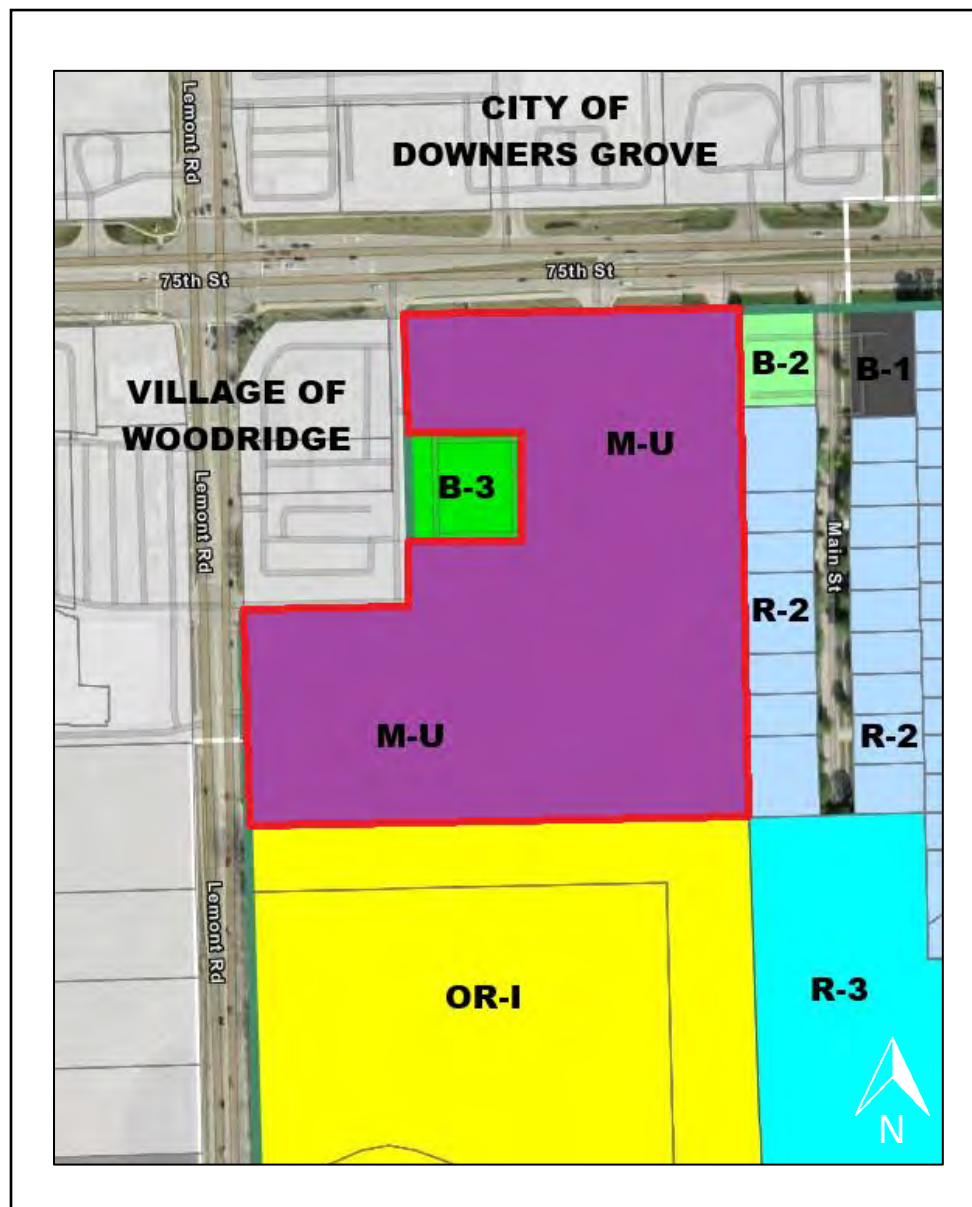 CITY OF
DOWNERS GROVE
Lemont Rd
75th St
75th St
VILLAGE OF
WOODRIDGE
B-2
B-1
M-U
B-3
Lemont Rd
Main St
R-2
M-U
R-2
Lemont Rd
OR-I
R-3
N